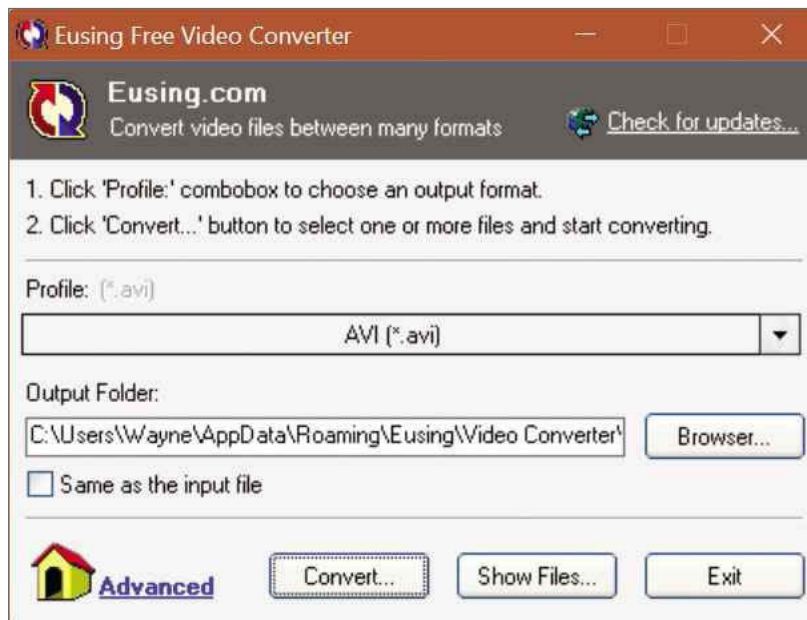 Eusing Free Video Converter
Eusing.com
Convert video files between many formats
Check for updates...
1. Click 'Profile:' combobox to choose an output format.
2. Click 'Convert...' button to select one or more files and start converting.
Profile: (*.avi)
AVI (*.avi)
Output Folder:
C:\Users\Wayne\AppData\Roaming\Eusing\Video Converter\
Browser...
Same as the input file
Advanced
Convert...
Show Files...
Exit